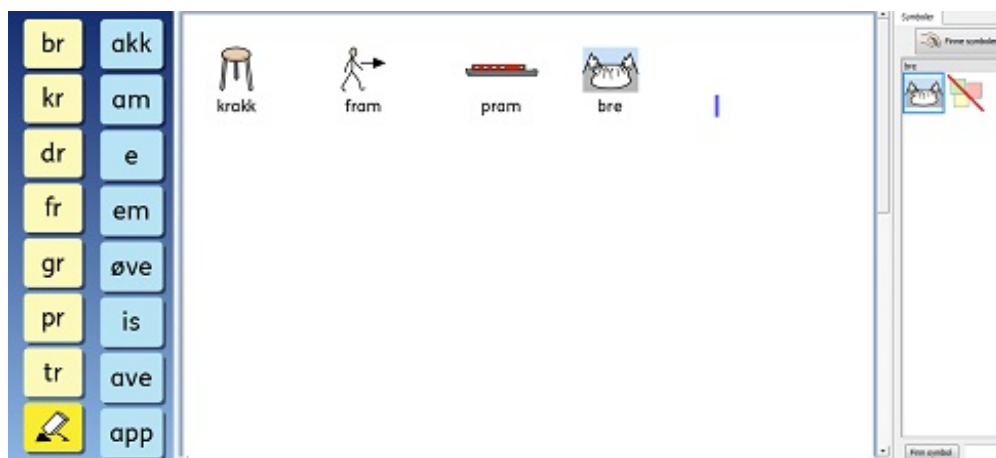 br
akk
kr
am
dr
e
fr
em
gr
øve
pr
is
tr
ave
app
krakk
fram
pram
bre
Symboler
Finne symboler
bre
Finn symbol